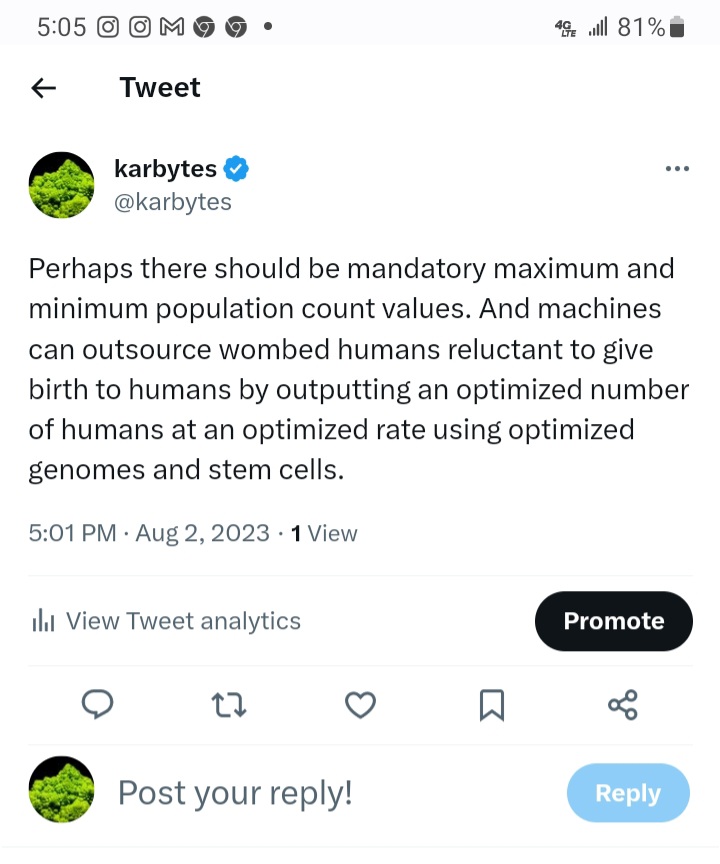 5:05
4G LTE 81%
Tweet
karbytes
@karbytes
Perhaps there should be mandatory maximum and
minimum population count values. And machines
can outsource wombed humans reluctant to give
birth to humans by outputting an optimized number
of humans at an optimized rate using optimized
genomes and stem cells.
5:01 PM · Aug 2, 2023 · 1 View
View Tweet analytics
Promote
Post your reply!
Reply